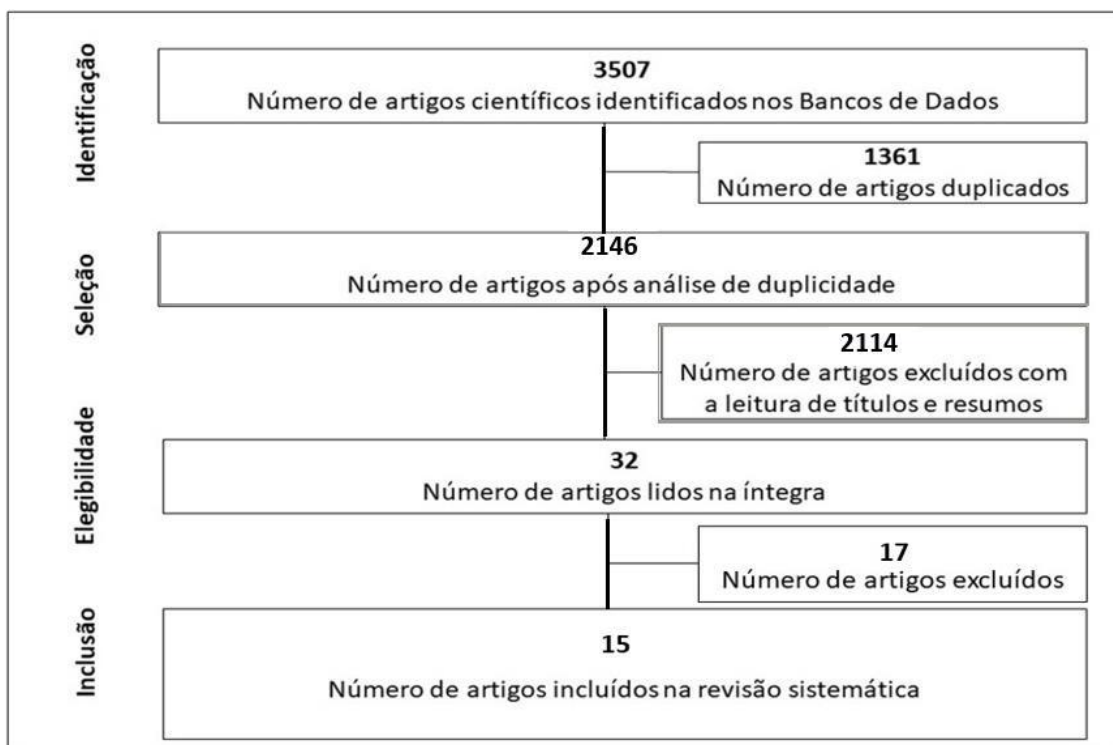 Identificação
3507
Número de artigos científicos identificados nos Bancos de Dados
1361
Número de artigos duplicados
Seleção
2146
Número de artigos após análise de duplicidade
2114
Número de artigos excluídos com
a leitura de títulos e resumos
Elegibilidade
32
Número de artigos lidos na íntegra
17
Número de artigos excluídos
Inclusão
15
Número de artigos incluídos na revisão sistemática